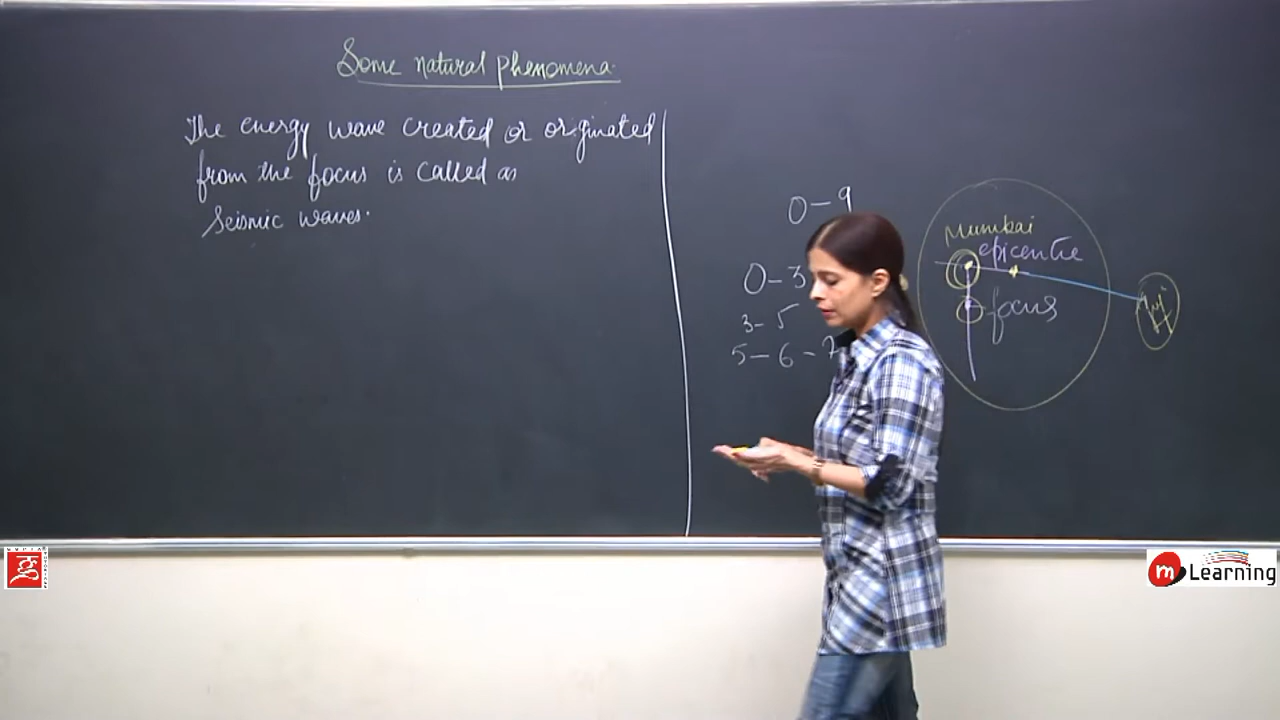 Some natural phenomena.
The energy wave created or originated
from the focus is called as
Seismic waves.
0 - 9
0 - 3
3 - 5
5 - 6 - 7
Mumbai
epicentre
focus
m Learning